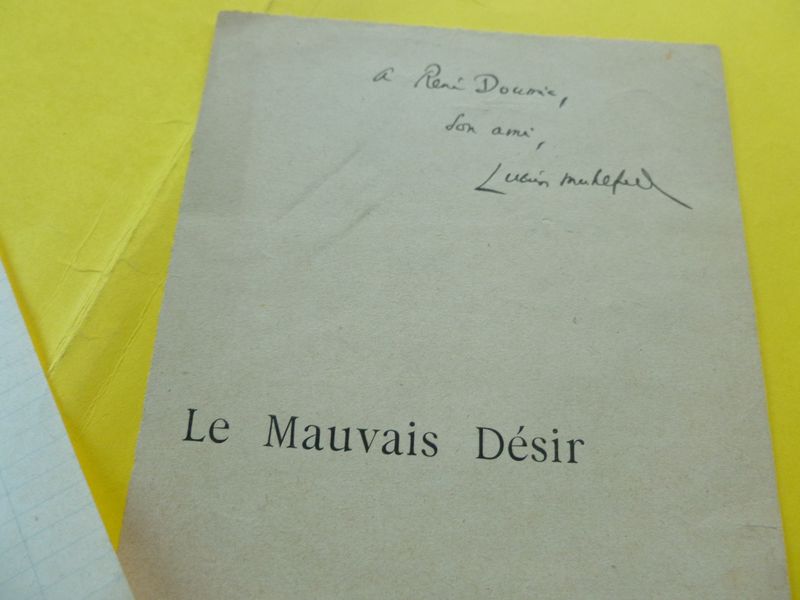 a René Doumic,
son ami,
Lucien Muhlfeld
Le Mauvais Désir